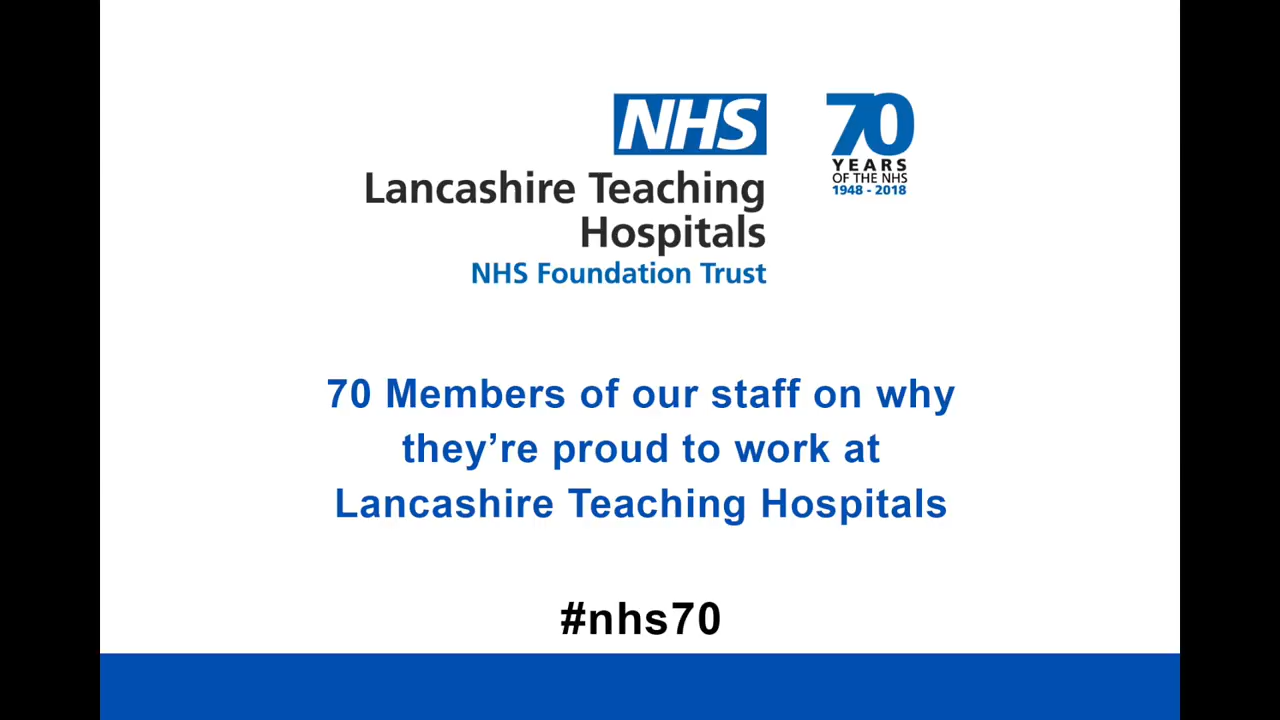 NHS
Lancashire Teaching
Hospitals
NHS Foundation Trust
70
YEARS
OF THE NHS
1948 - 2018
70 Members of our staff on why
they’re proud to work at
Lancashire Teaching Hospitals
#nhs70